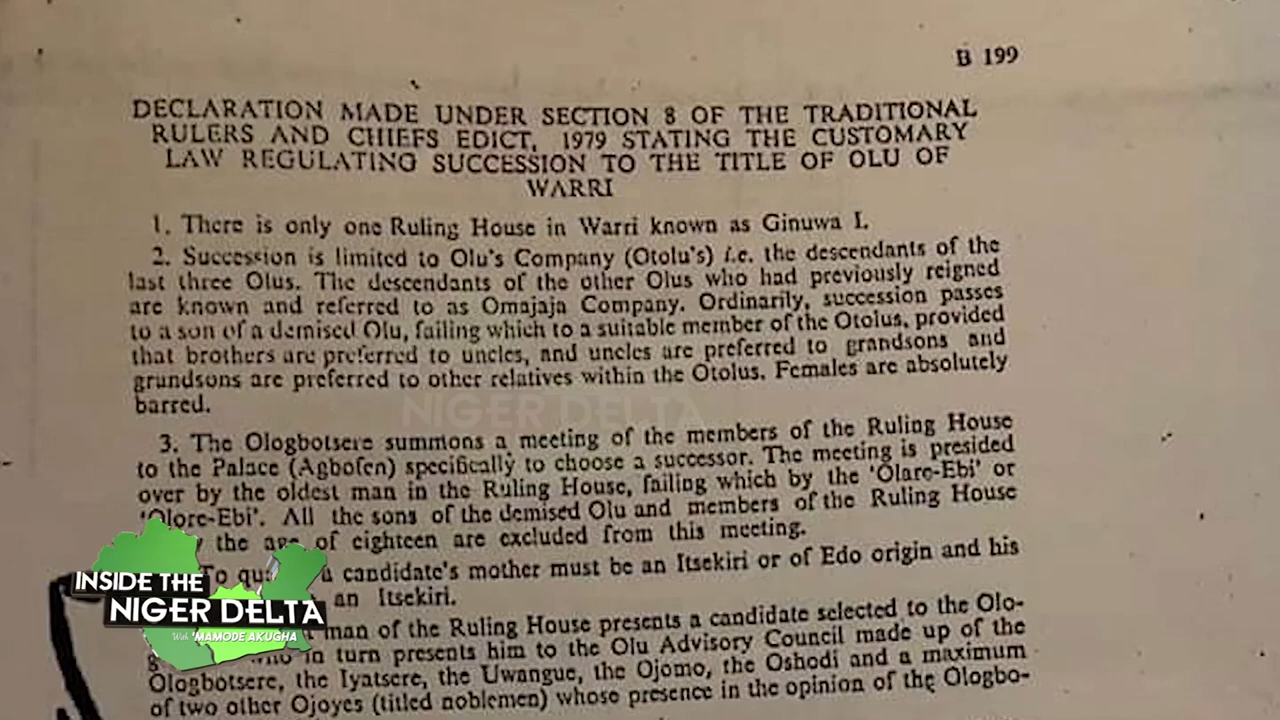 B 199
DECLARATION MADE UNDER SECTION 8 OF THE TRADITIONAL
RULERS AND CHIEFS EDICT, 1979 STATING THE CUSTOMARY
LAW REGULATING SUCCESSION TO THE TITLE OF OLU OF
WARRI
1. There is only one Ruling House in Warri known as Ginuwa I.
2. Succession is limited to Olu's Company (Otolu's) i.e. the descendants of the
last three Olus. The descendants of the other Olus who had previously reigned
are known and referred to as Omajaja Company. Ordinarily, succession passes
to a son of a demised Olu, failing which to a suitable member of the Otolus, provided
that brothers are preferred to uncles, and uncles are preferred to grandsons and
grundsons are preferred to other relatives within the Otolus. Females are absolutely
barred.
NIGER DELTA
3. The Ologbotsere summons a meeting of the members of the Ruling House
to the Palace (Agbofen) specifically to choose a successor. The meeting is presided
over by the oldest man in the Ruling House, failing which by the 'Olare-Ebi' or
'Olore-Ebi'. All the sons of the demised Olu and members of the Ruling House
the age of eighteen are excluded from this meeting.
To a candidate's mother must be an Itsekiri or of Edo origin and his
an Itsekiri.
man of the Ruling House presents a candidate selected to the Olo-
who in turn presents him to the Olu Advisory Council made up of the
Ologbotsere, the Iyatsere, the Uwangue, the Ojomo, the Oshodi and a maximum
of two other Ojoyes (titled noblemen) whose presence in the opinion of the Ologbo-
INSIDE THE
NIGER DELTA
With 'MAMODE AKUGHA